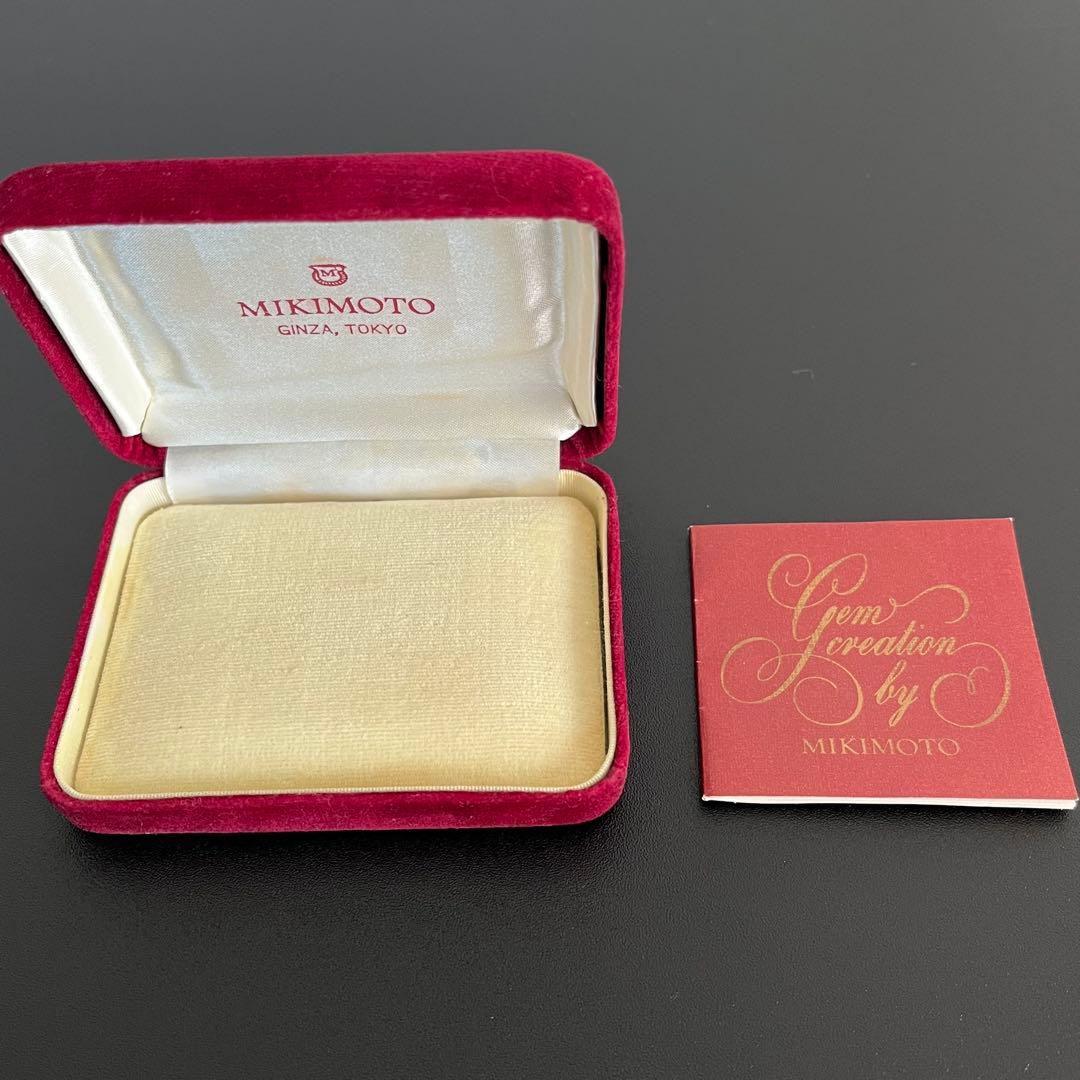 M
MIKIMOTO
GINZA, TOKYO
Gem
creation
by
MIKIMOTO